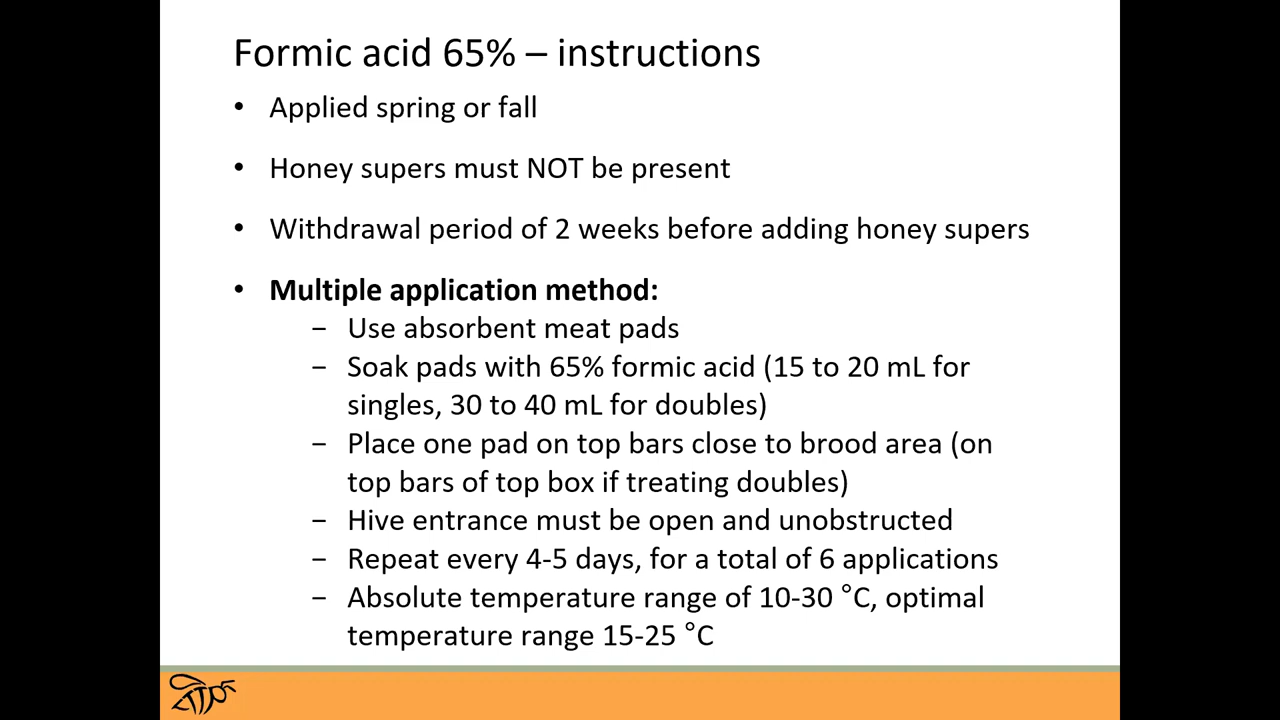 Formic acid 65% – instructions
• Applied spring or fall
• Honey supers must NOT be present
• Withdrawal period of 2 weeks before adding honey supers
• Multiple application method:
– Use absorbent meat pads
– Soak pads with 65% formic acid (15 to 20 mL for
singles, 30 to 40 mL for doubles)
– Place one pad on top bars close to brood area (on
top bars of top box if treating doubles)
– Hive entrance must be open and unobstructed
– Repeat every 4-5 days, for a total of 6 applications
– Absolute temperature range of 10-30 °C, optimal
temperature range 15-25 °C